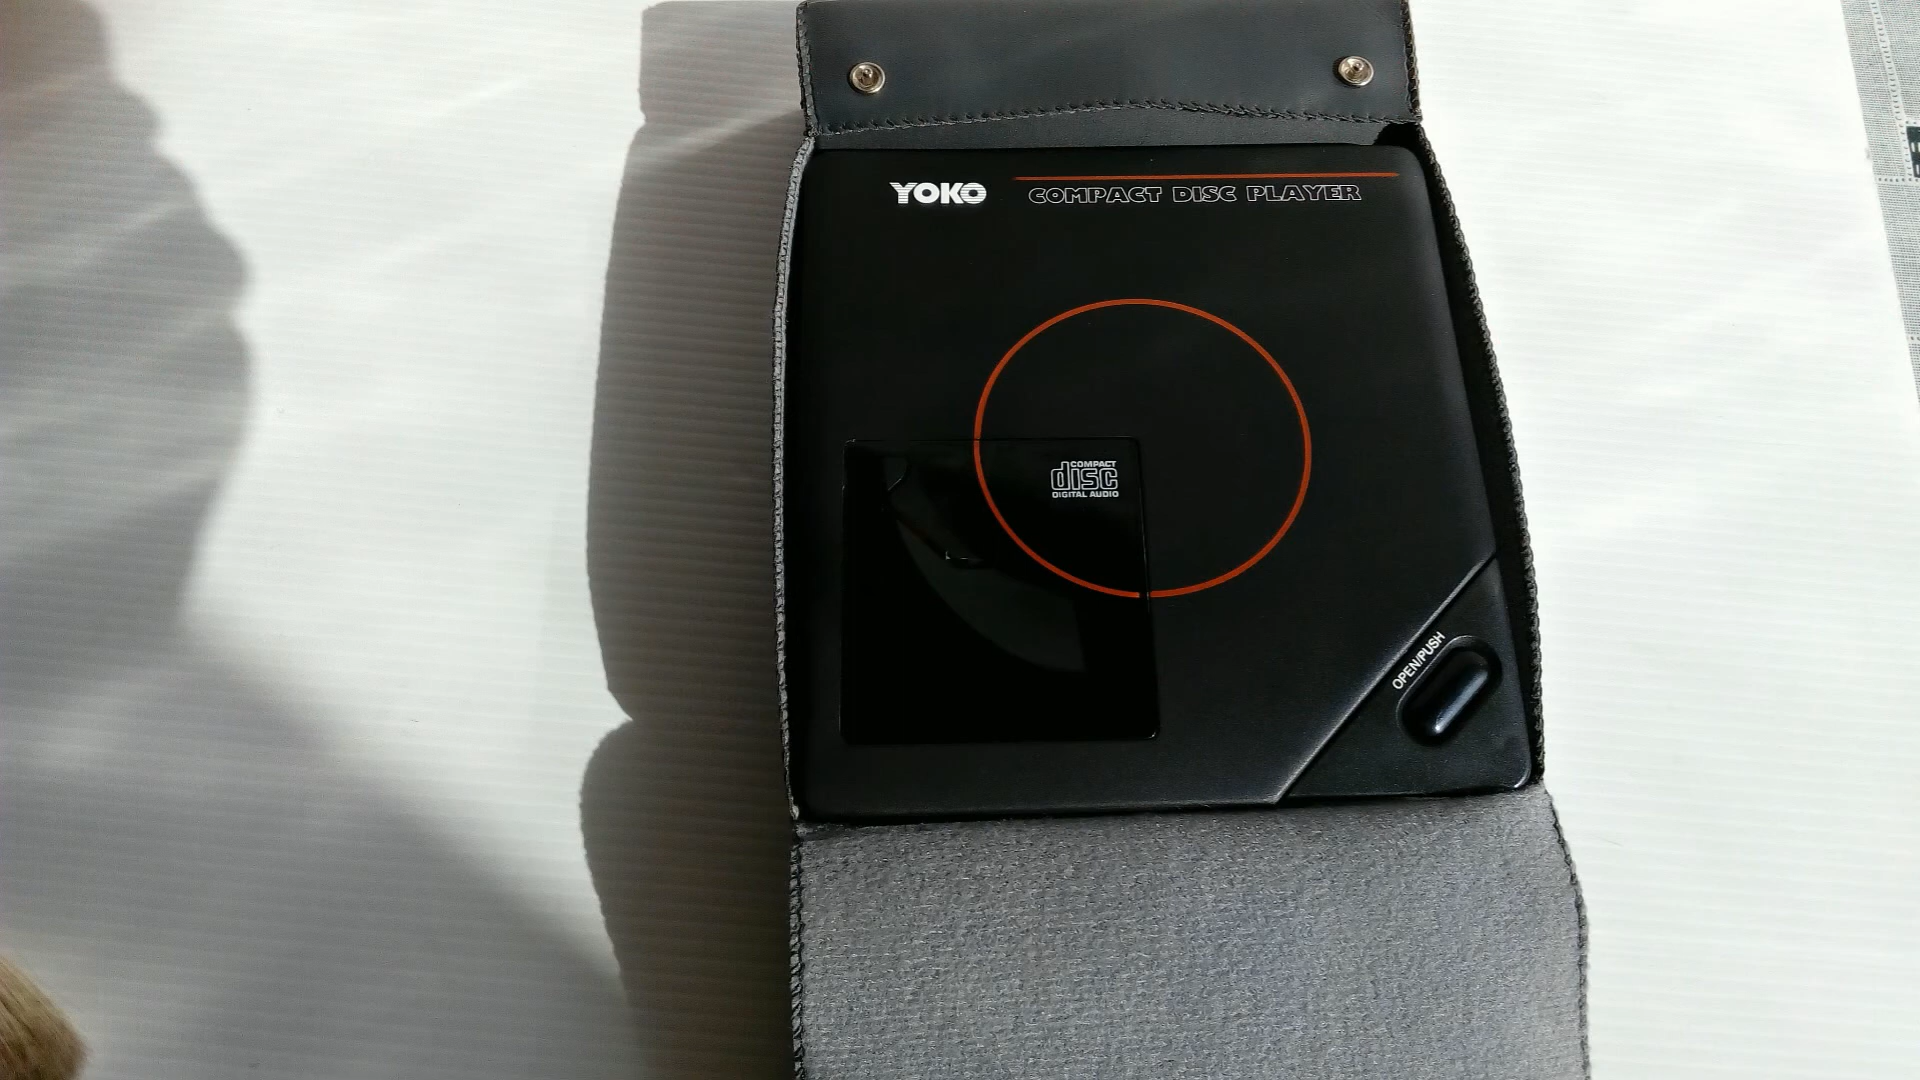 YOKO COMPACT DISC PLAYER
COMPACT
disc
DIGITAL AUDIO
OPEN/PUSH